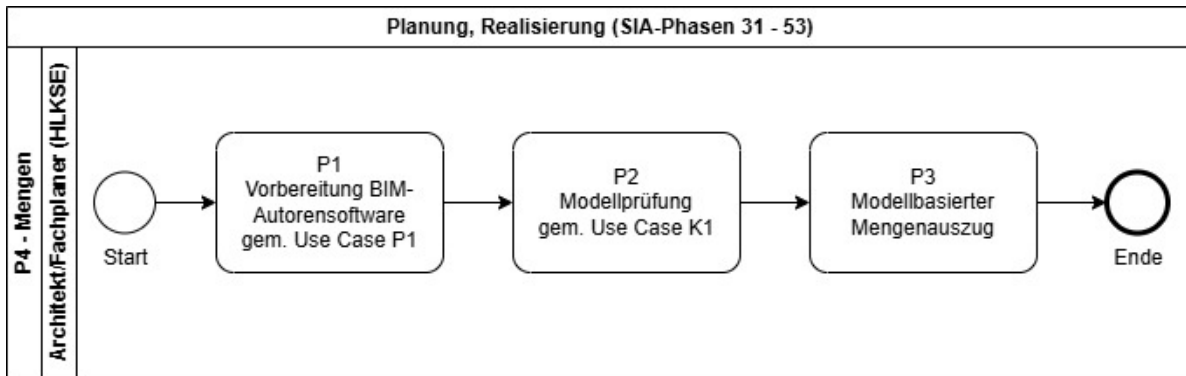 Planung, Realisierung (SIA-Phasen 31 - 53)
P4 - Mengen
Architekt/Fachplaner (HLKSE)
Start
P1
Vorbereitung BIM-
Autorensoftware
gem. Use Case P1
P2
Modellprüfung
gem. Use Case K1
P3
Modellbasierter
Mengenauszug
Ende